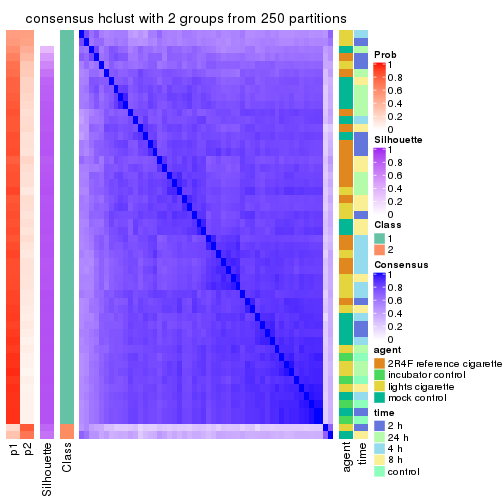 consensus hclust with 2 groups from 250 partitions
Prob
1
0.8
0.6
0.4
0.2
0
Silhouette
1
0.8
0.6
0.4
0.2
0
Class
1
2
Consensus
1
0.8
0.6
0.4
0.2
0
agent
2R4F reference cigarette
incubator control
lights cigarette
mock control
time
2 h
24 h
4 h
8 h
control
p1
p2
Silhouette
Class
agent
time